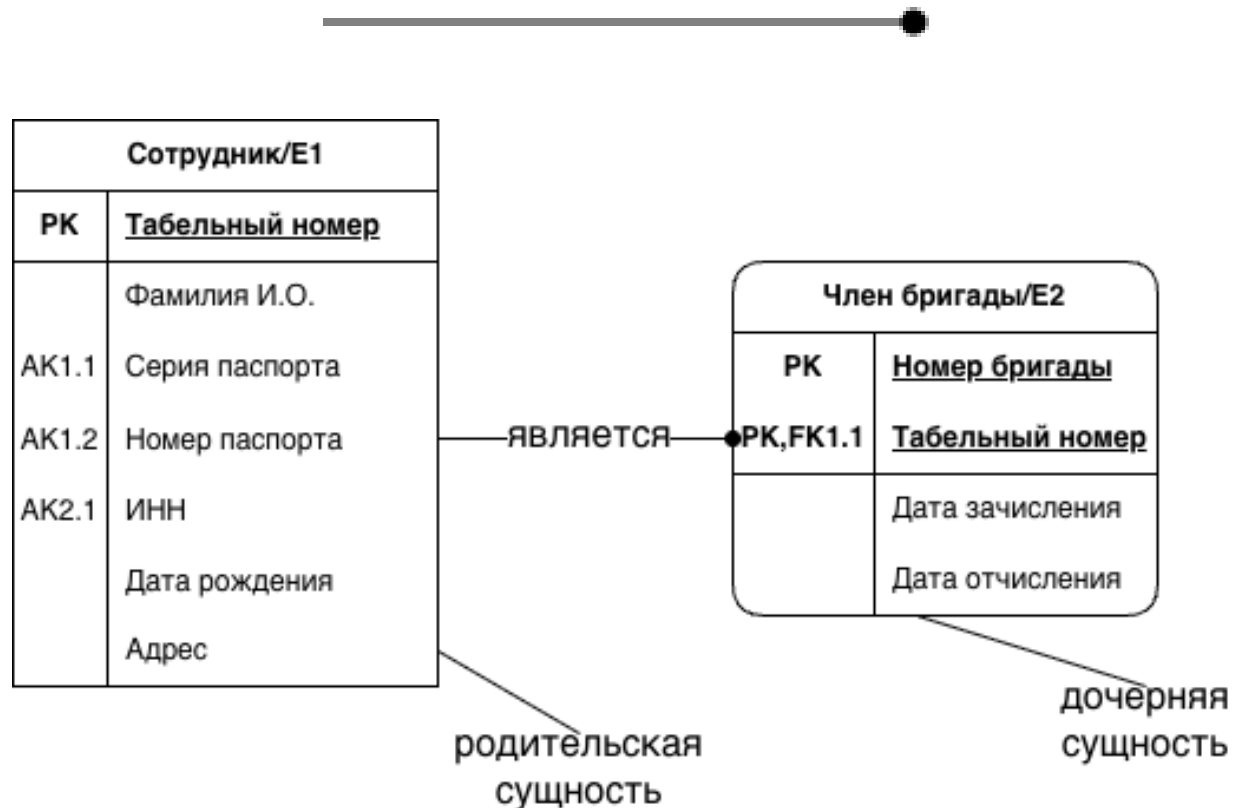 Сотрудник/E1
PK Табельный номер
Фамилия И.О.
AK1.1 Серия паспорта
AK1.2 Номер паспорта
AK2.1 ИНН
Дата рождения
Адрес
является
Член бригады/E2
PK Номер бригады
PK,FK1.1 Табельный номер
Дата зачисления
Дата отчисления
родительская
сущность
дочерняя
сущность